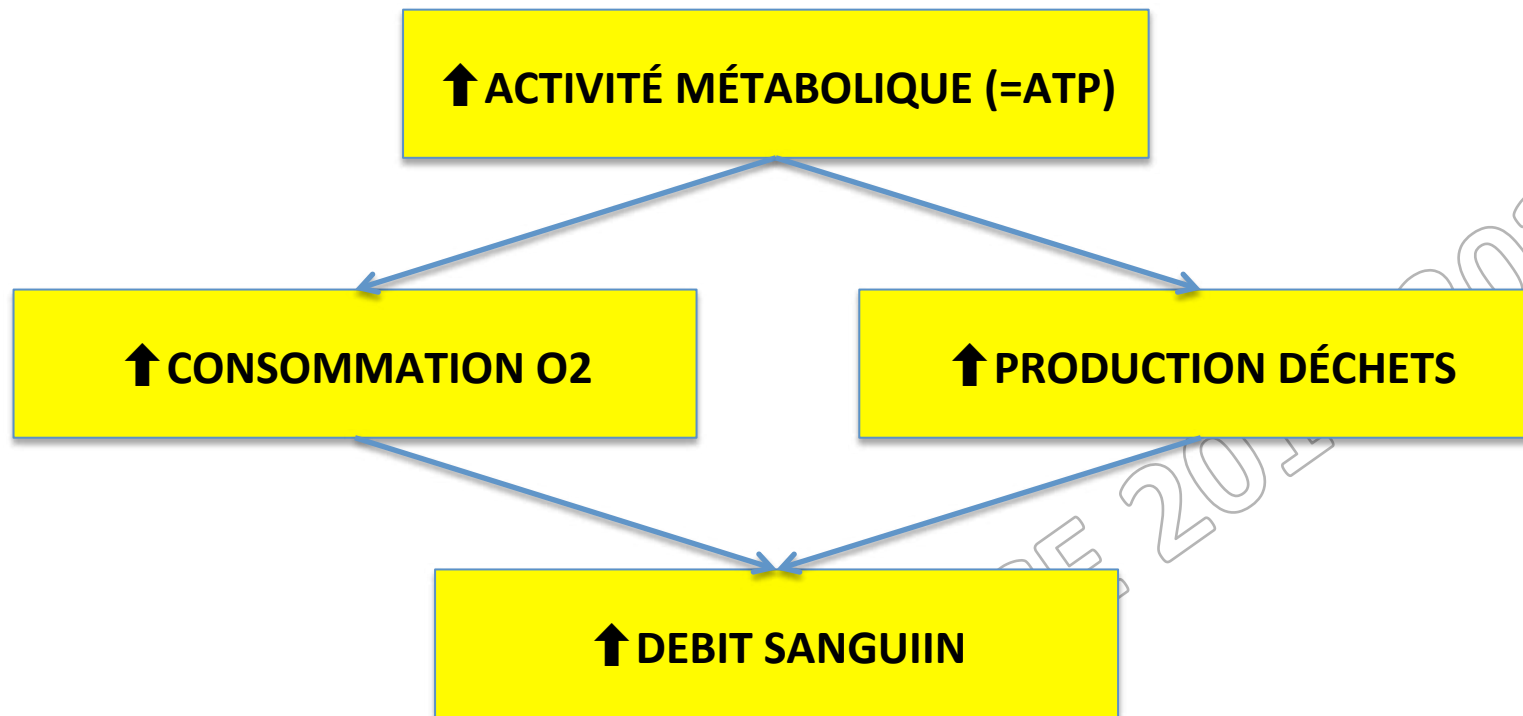 ⬆ ACTIVITÉ MÉTABOLIQUE (=ATP)
⬆ CONSOMMATION O2
⬆ PRODUCTION DÉCHETS
⬆ DEBIT SANGUIIN